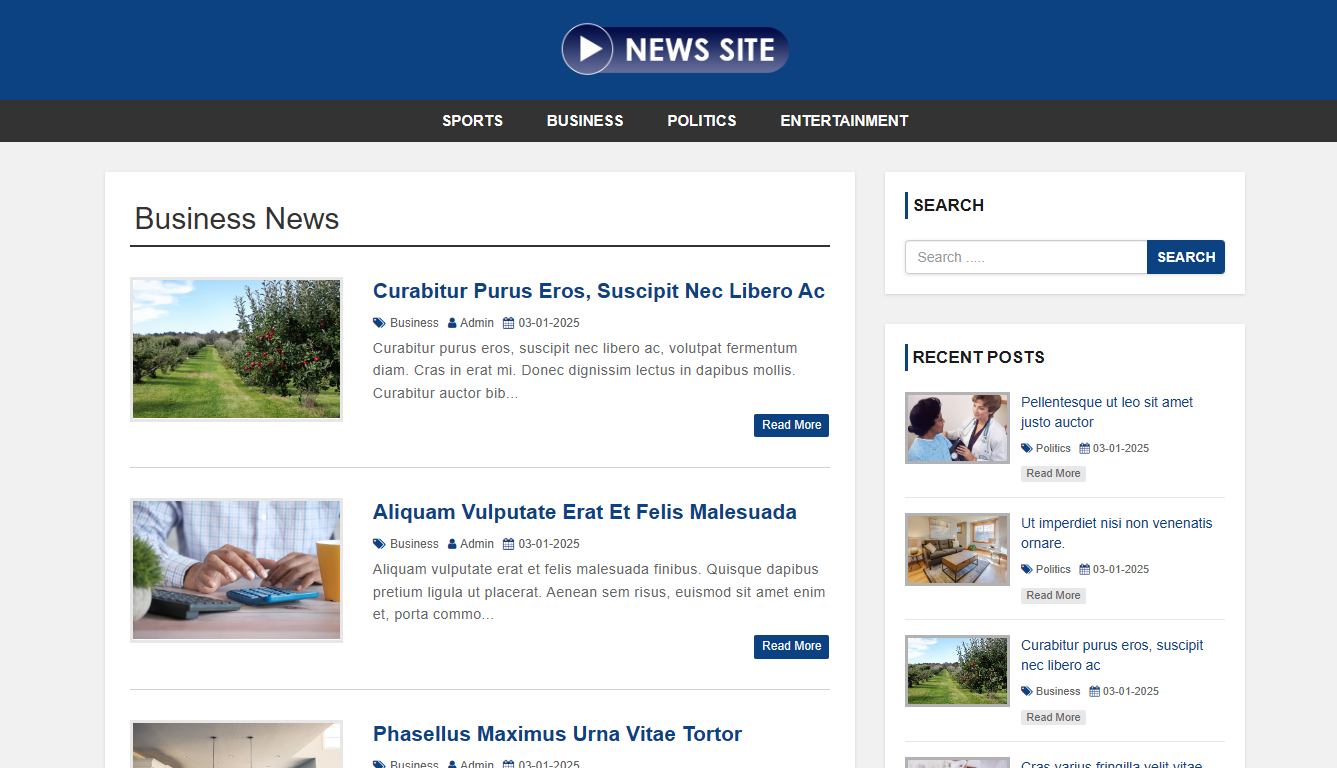 NEWS SITE
SPORTS BUSINESS POLITICS ENTERTAINMENT
Business News
Curabitur Purus Eros, Suscipit Nec Libero Ac
Business Admin 03-01-2025
Curabitur purus eros, suscipit nec libero ac, volutpat fermentum
diam. Cras in erat mi. Donec dignissim lectus in dapibus mollis.
Curabitur auctor bib...
Read More
Aliquam Vulputate Erat Et Felis Malesuada
Business Admin 03-01-2025
Aliquam vulputate erat et felis malesuada finibus. Quisque dapibus
pretium ligula ut placerat. Aenean sem risus, euismod sit amet enim
et, porta commo...
Read More
Phasellus Maximus Urna Vitae Tortor
Business Admin 03-01-2025
SEARCH
Search .....
SEARCH
RECENT POSTS
Pellentesque ut leo sit amet
justo auctor
Politics 03-01-2025
Read More
Ut imperdiet nisi non venenatis
ornare.
Politics 03-01-2025
Read More
Curabitur purus eros, suscipit
nec libero ac
Business 03-01-2025
Read More
Cras varius fringilla velit vitae